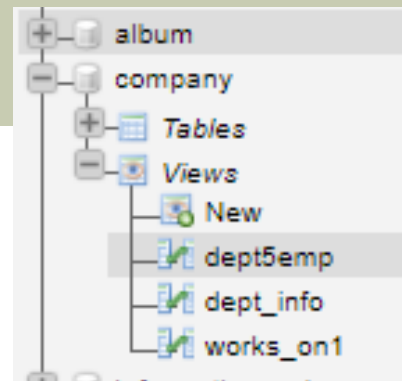 album
company
Tables
Views
New
dept5emp
dept_info
works_on1